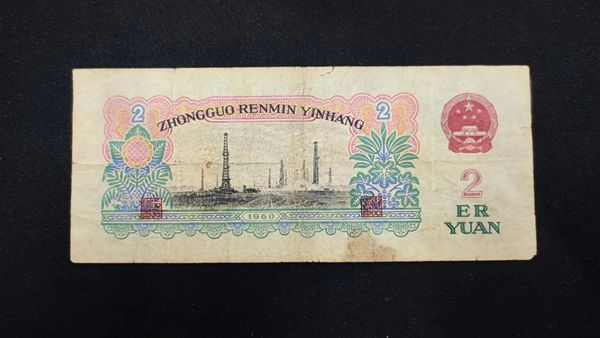 2 ZHONGGUO RENMIN YINHANG 2
1960
2
ER
YUAN